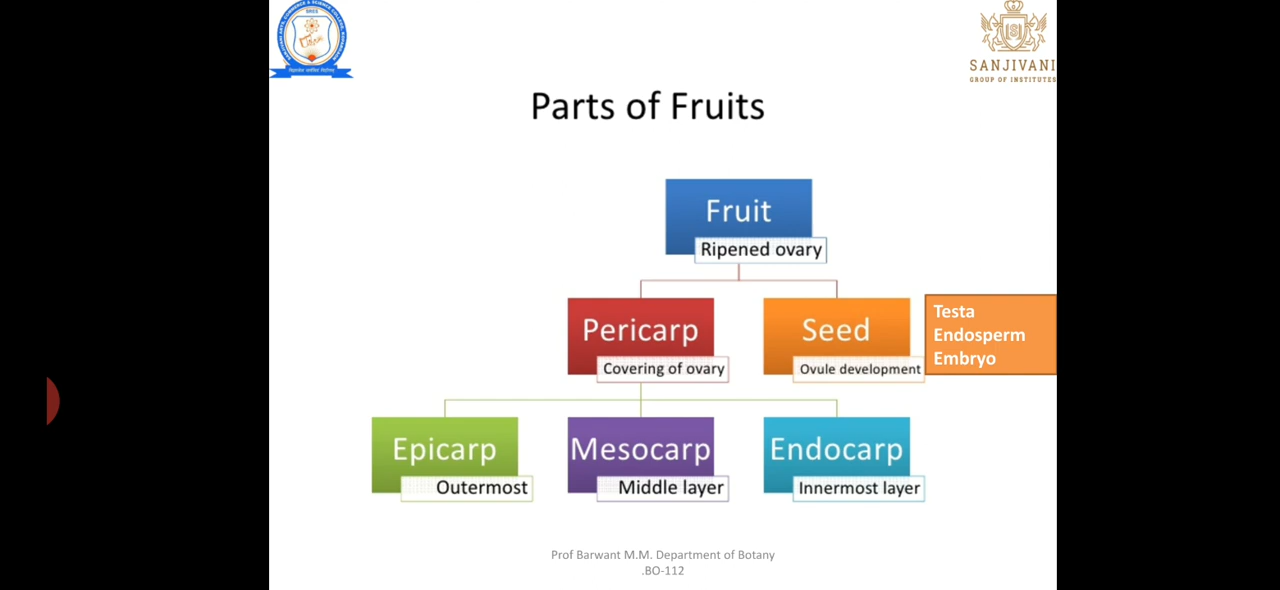 SANJIVANI
GROUP OF INSTITUTES
Parts of Fruits
Fruit
Ripened ovary
Pericarp
Covering of ovary
Seed
Ovule development
Testa
Endosperm
Embryo
Epicarp
Outermost
Mesocarp
Middle layer
Endocarp
Innermost layer
Prof Barwant M.M. Department of Botany
.BO-112